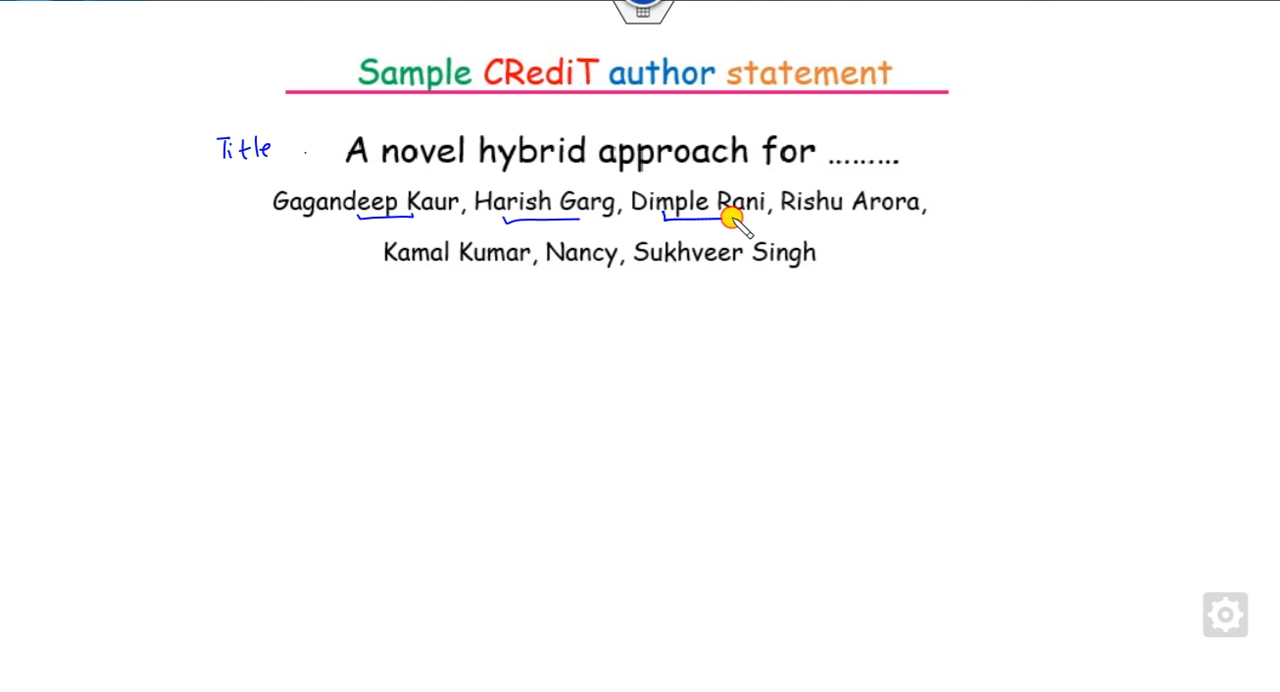 Sample CRediT author statement
Title . A novel hybrid approach for .........
Gagandeep Kaur, Harish Garg, Dimple Rani, Rishu Arora,
Kamal Kumar, Nancy, Sukhveer Singh